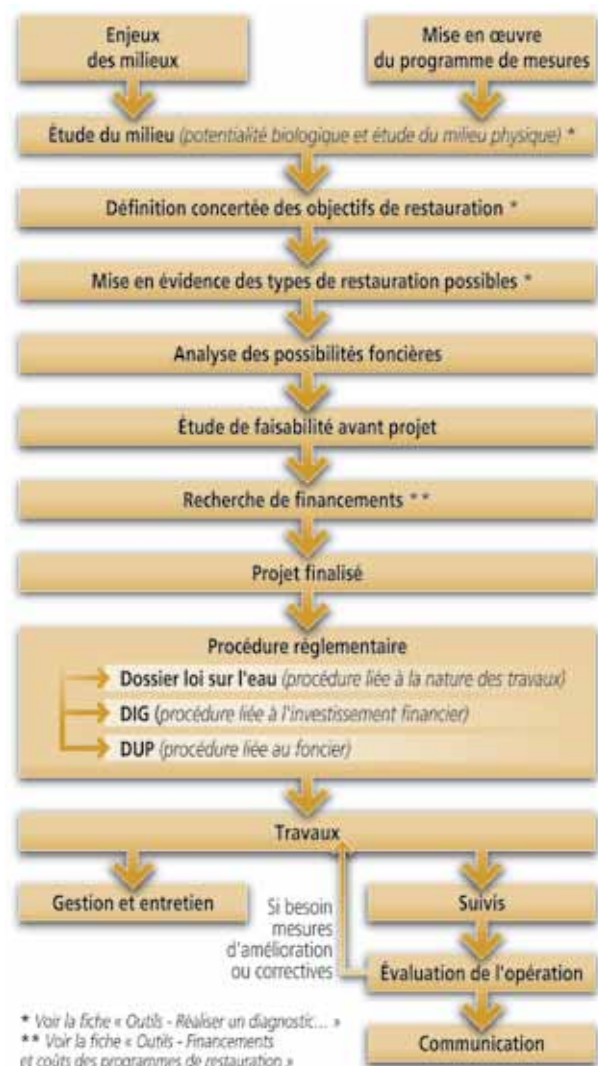 Enjeux
des milieux
Mise en œuvre
du programme de mesures
Étude du milieu (potentialité biologique et étude du milieu physique) *
Définition concertée des objectifs de restauration *
Mise en évidence des types de restauration possibles *
Analyse des possibilités foncières
Étude de faisabilité avant projet
Recherche de financements **
Projet finalisé
Procédure réglementaire
Dossier loi sur l'eau (procédure liée à la nature des travaux)
DIG (procédure liée à l'investissement financier)
DUP (procédure liée au foncier)
Travaux
Gestion et entretien
Si besoin
mesures
d'amélioration
ou correctives
Suivis
Évaluation de l'opération
Communication
* Voir la fiche « Outils - Réaliser un diagnostic... »
** Voir la fiche « Outils - Financements
et coûts des programmes de restauration »